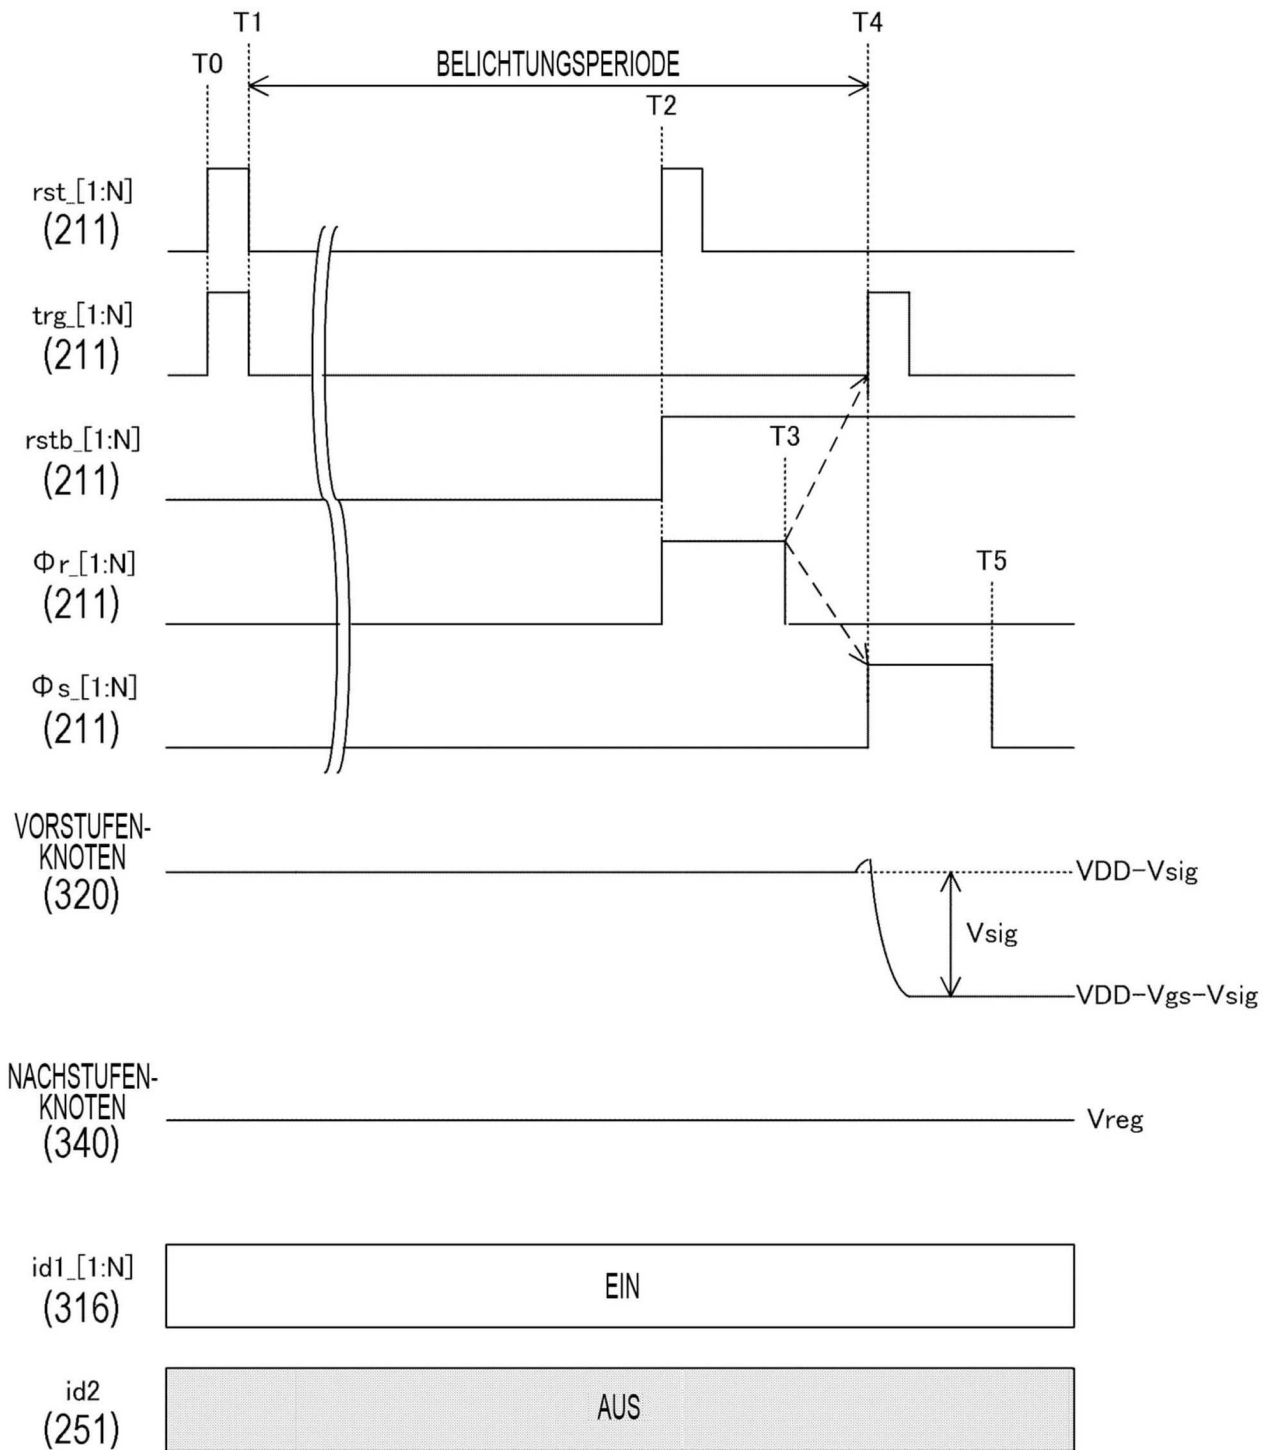 T1
T4
T0
BELICHTUNGSPERIODE
T2
rst_[1:N]
(211)
trg_[1:N]
(211)
rstb_[1:N]
(211)
T3
Φr_[1:N]
(211)
T5
Φs_[1:N]
(211)
VORSTUFEN-
KNOTEN
(320)
VDD-Vsig
Vsig
VDD-Vgs-Vsig
NACHSTUFEN-
KNOTEN
(340)
Vreg
id1_[1:N]
(316)
EIN
id2
(251)
AUS